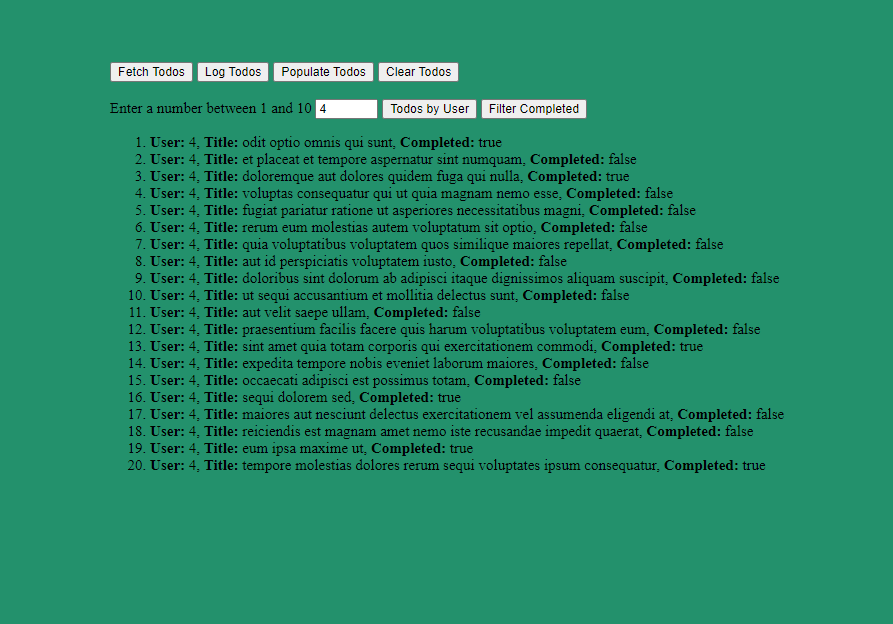 Fetch Todos Log Todos Populate Todos Clear Todos
Enter a number between 1 and 10 4 Todos by User Filter Completed
1. User: 4, Title: odit optio omnis qui sunt, Completed: true
2. User: 4, Title: et placeat et tempore aspernatur sint numquam, Completed: false
3. User: 4, Title: doloremque aut dolores quidem fuga qui nulla, Completed: true
4. User: 4, Title: voluptas consequatur qui ut quia magnam nemo esse, Completed: false
5. User: 4, Title: fugiat pariatur ratione ut asperiores necessitatibus magni, Completed: false
6. User: 4, Title: rerum eum molestias autem voluptatum sit optio, Completed: false
7. User: 4, Title: quia voluptatibus voluptatem quos similique maiores repellat, Completed: false
8. User: 4, Title: aut id perspiciatis voluptatem iusto, Completed: false
9. User: 4, Title: doloribus sint dolorum ab adipisci itaque dignissimos aliquam suscipit, Completed: false
10. User: 4, Title: ut sequi accusantium et mollitia delectus sunt, Completed: false
11. User: 4, Title: aut velit saepe ullam, Completed: false
12. User: 4, Title: praesentium facilis facere quis harum voluptatibus voluptatem eum, Completed: false
13. User: 4, Title: sint amet quia totam corporis qui exercitationem commodi, Completed: true
14. User: 4, Title: expedita tempore nobis eveniet laborum maiores, Completed: false
15. User: 4, Title: occaecati adipisci est possimus totam, Completed: false
16. User: 4, Title: sequi dolorem sed, Completed: true
17. User: 4, Title: maiores aut nesciunt delectus exercitationem vel assumenda eligendi at, Completed: false
18. User: 4, Title: reiciendis est magnam amet nemo iste recusandae impedit quaerat, Completed: false
19. User: 4, Title: eum ipsa maxime ut, Completed: true
20. User: 4, Title: tempore molestias dolores rerum sequi voluptates ipsum consequatur, Completed: true